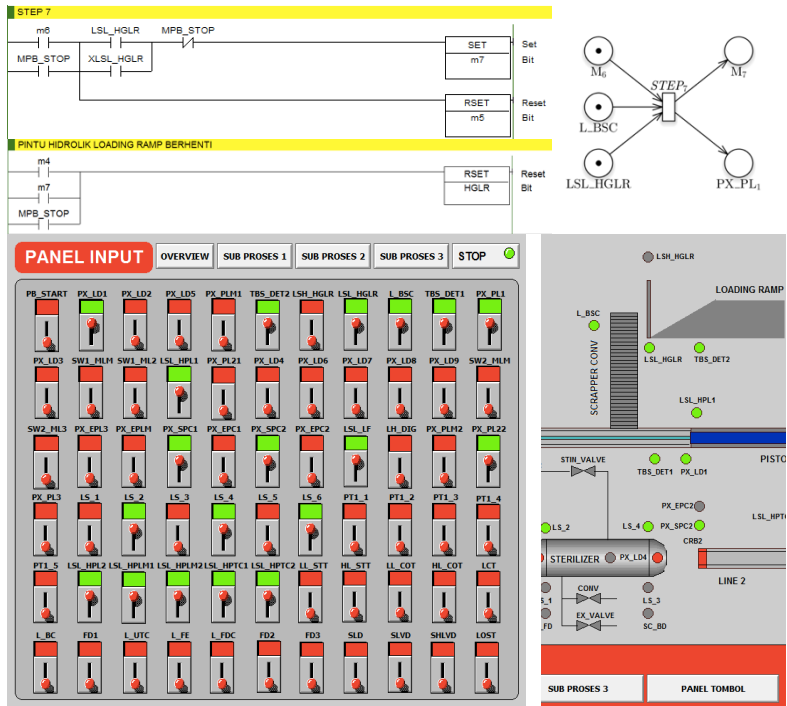 STEP 7
m6 LSL_HGLR MPB_STOP
SET Set
m7 Bit
MPB_STOP XLSL_HGLR
RSET Reset
m5 Bit
PINTU HIDROLIK LOADING RAMP BERHENTI
m4
RSET Reset
HGLR Bit
m7
MPB_STOP
M6
STEP7
M7
L_BSC
LSL_HGLR
PX_PL1
PANEL INPUT OVERVIEW SUB PROSES 1 SUB PROSES 2 SUB PROSES 3 STOP
PB_START PX_LD1 PX_LD2 PX_LD5 PX_PLM1 TBS_DET2 LSH_HGLR LSL_HGLR L_BSC TBS_DET1 PX_PL1
PX_LD3 SW1_MLM SW1_ML2 LSL_HPL1 PX_PL21 PX_LD4 PX_LD6 PX_LD7 PX_LD8 PX_LD9 SW2_MLM
SW2_ML3 PX_EPL3 PX_EPLM PX_SPC1 PX_EPC1 PX_SPC2 PX_EPC2 LSL_LF LH_DIG PX_PLM2 PX_PL22
PX_PL3 LS_1 LS_2 LS_3 LS_4 LS_5 LS_6 PT1_1 PT1_2 PT1_3 PT1_4
PT1_5 LSL_HPL2 LSL_HPLM1 LSL_HPLM2 LSL_HPTC1 LSL_HPTC2 LL_STT HL_STT LL_COT HL_COT LCT
L_BC FD1 L_UTC L_FE L_FDC FD2 FD3 SLD SLVD SHLVD LOST
LSH_HGLR
LOADING RAMP
L_BSC
LSL_HGLR TBS_DET2
SCRAPPER CONV
LSL_HPL1
STIN_VALVE
TBS_DET1 PX_LD1
PISTO
PX_EPC2
LSL_HPTC
LS_2 LS_4 PX_SPC2
CRB2
STERILIZER PX_LD4
LINE 2
CONV
S_1 LS_3
EX_VALVE
_FD SC_BD
SUB PROSES 3 PANEL TOMBOL